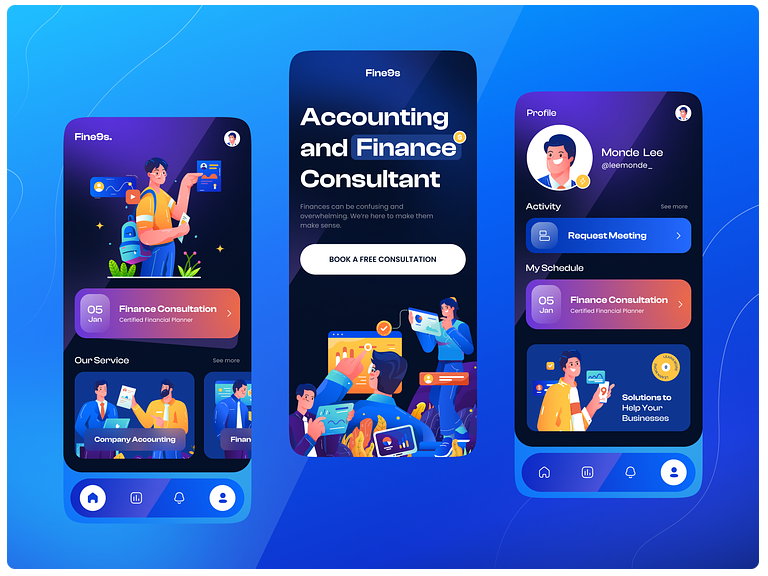 Fine9s.
05
Jan
Finance Consultation
Certified Financial Planner
Our Service
See more
Company Accounting
Finan
Fine9s
Accounting
and Finance
Consultant
Finances can be confusing and
overwhelming. We're here to make them
make sense.
BOOK A FREE CONSULTATION
Profile
Monde Lee
@leemonde_
Activity
See more
Request Meeting
My Schedule
05
Jan
Finance Consultation
Certified Financial Planner
Solutions to
Help Your
Businesses